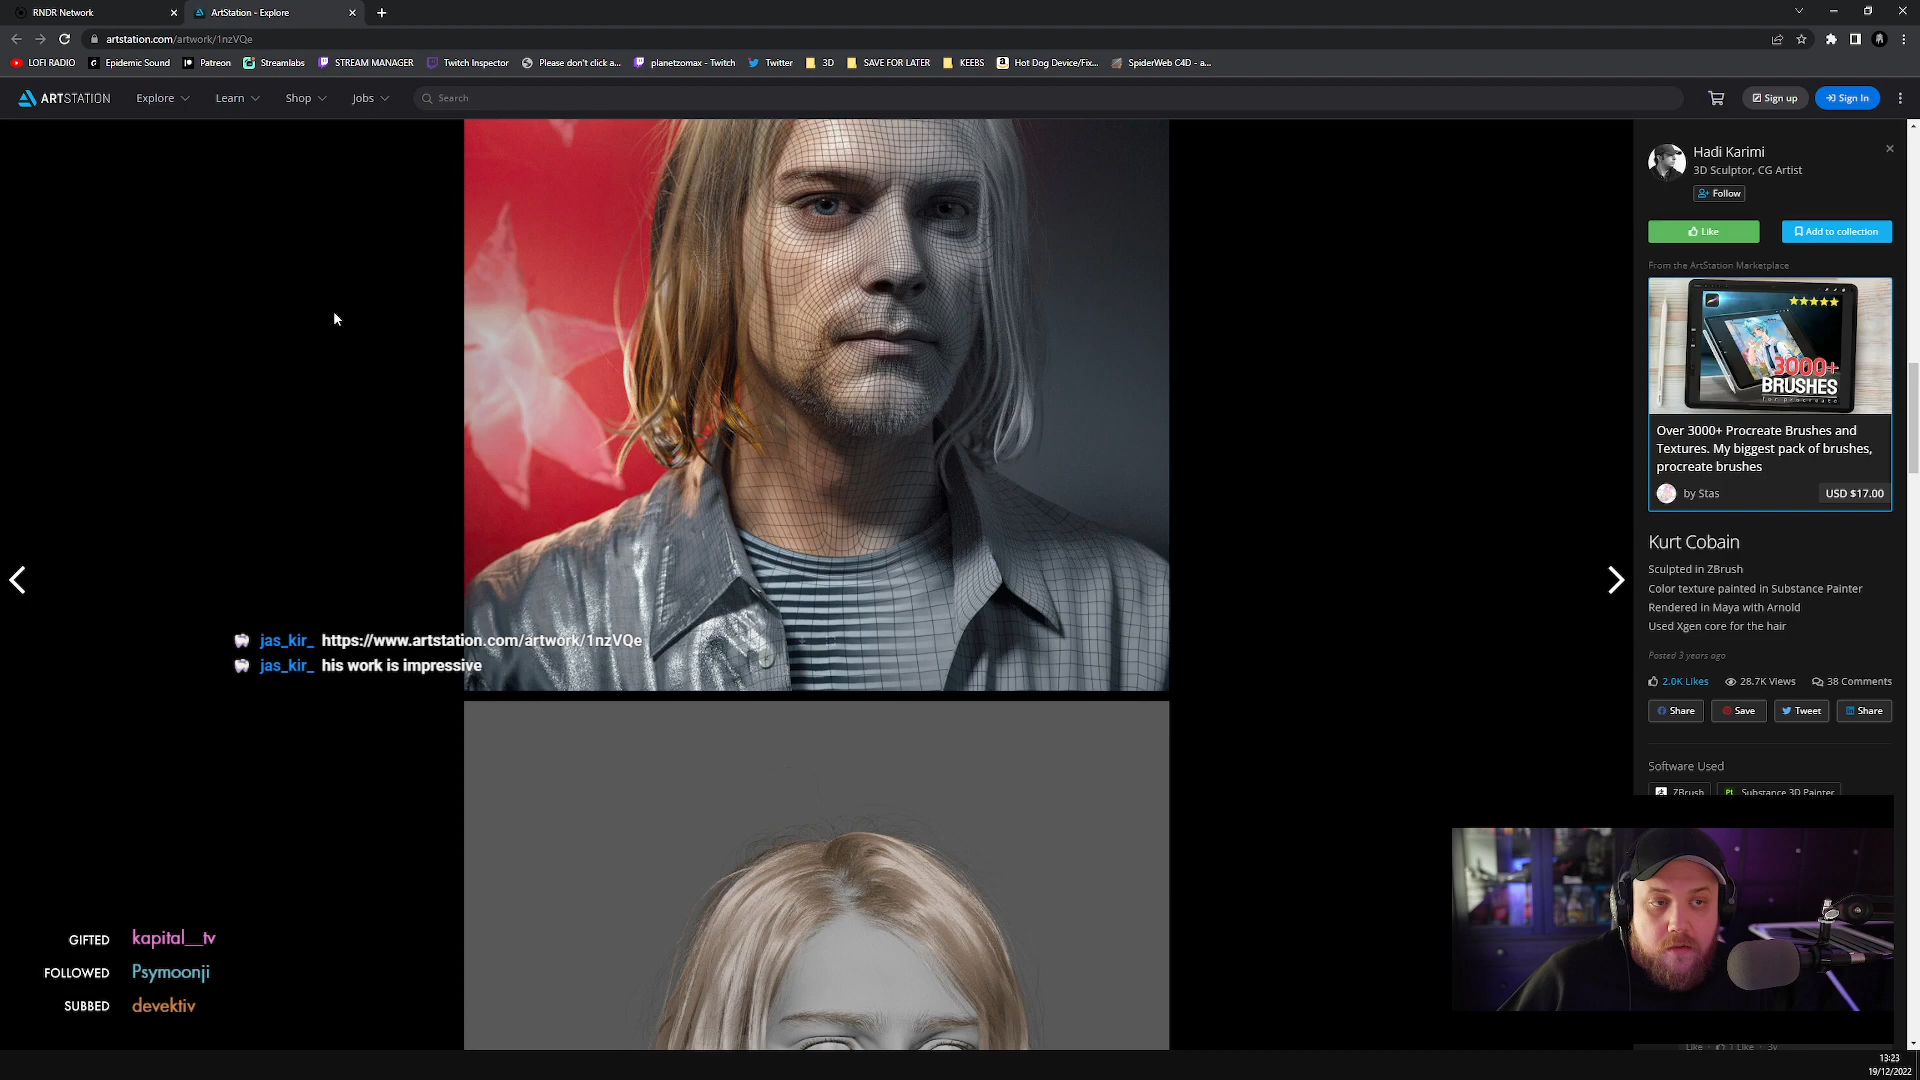 RNDR Network
ArtStation - Explore
artstation.com/artwork/1nzVQe
LOFI RADIO
Epidemic Sound
Patreon
Streamlabs
STREAM MANAGER
Twitch Inspector
Please don't click a...
planetzomax - Twitch
Twitter
3D
SAVE FOR LATER
KEEBS
Hot Dog Device/Fix...
SpiderWeb C4D - a...
ARTSTATION
Explore
Learn
Shop
Jobs
Search
Sign up
Sign In
Hadi Karimi
3D Sculptor, CG Artist
Follow
Like
Add to collection
From the ArtStation Marketplace
3000+
BRUSHES
for procreate
Over 3000+ Procreate Brushes and
Textures. My biggest pack of brushes,
procreate brushes
by Stas
USD $17.00
Kurt Cobain
Sculpted in ZBrush
Color texture painted in Substance Painter
Rendered in Maya with Arnold
Used Xgen core for the hair
Posted 3 years ago
2.0K Likes
28.7K Views
38 Comments
Share
Save
Tweet
Share
Software Used
ZBrush
Pt
Substance 3D Painter
jas_kir_ https://www.artstation.com/artwork/1nzVQe
jas_kir_ his work is impressive
GIFTED kapital__tv
FOLLOWED Psymoonji
SUBBED devektiv
Like · 1 Like · 3y
13:23
19/12/2022